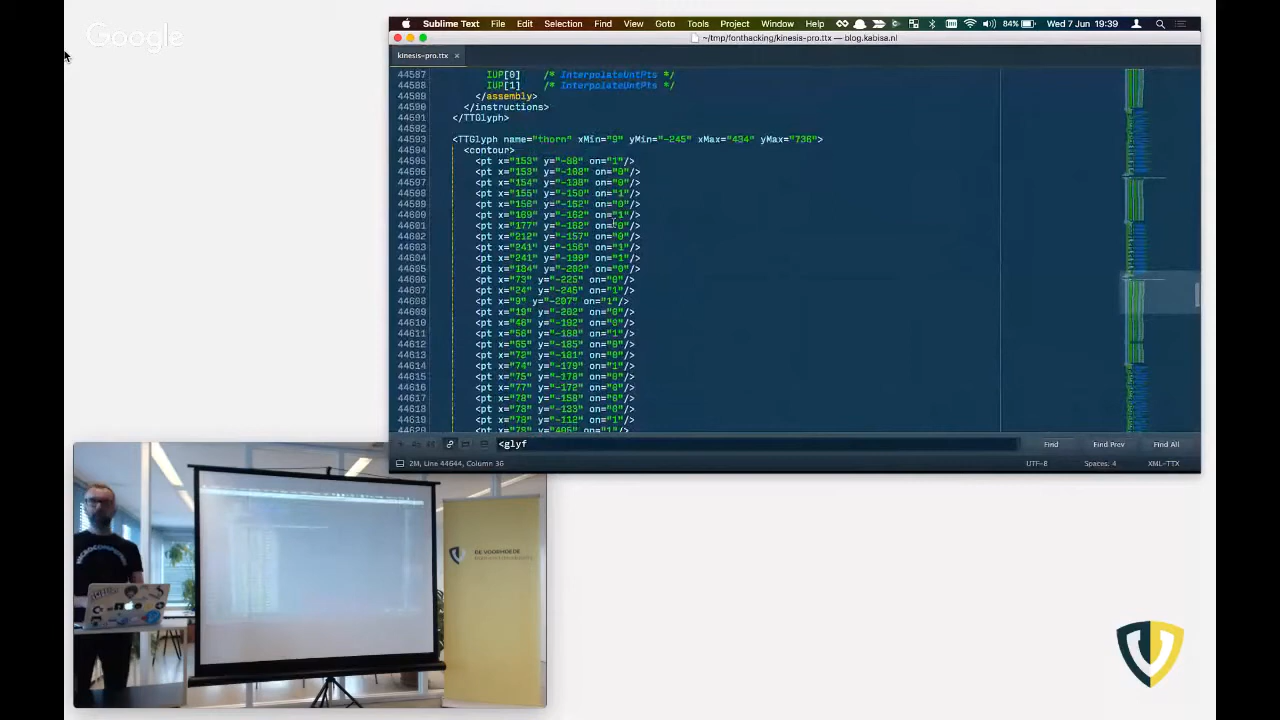 Google
Sublime Text File Edit Selection Find View Goto Tools Project Window Help 84% Wed 7 Jun 19:39
~/tmp/fonthacking/kinesis-pro.ttx — blog.kabisa.nl
kinesis-pro.ttx ×
44587 IUP[0] /* InterpolateUntPts */
44588 IUP[1] /* InterpolateUntPts */
44589 </assembly>
44590 </instructions>
44591 </TTGlyph>
44592
44593 <TTGlyph name="thorn" xMin="9" yMin="-245" xMax="434" yMax="736">
44594 <contour>
44595 <pt x="153" y="-88" on="1"/>
44596 <pt x="153" y="-108" on="0"/>
44597 <pt x="154" y="-138" on="0"/>
44598 <pt x="155" y="-150" on="1"/>
44599 <pt x="156" y="-162" on="0"/>
44600 <pt x="169" y="-162" on="1"/>
44601 <pt x="177" y="-162" on="0"/>
44602 <pt x="212" y="-157" on="0"/>
44603 <pt x="241" y="-156" on="1"/>
44604 <pt x="241" y="-199" on="1"/>
44605 <pt x="184" y="-202" on="0"/>
44606 <pt x="73" y="-225" on="0"/>
44607 <pt x="24" y="-245" on="1"/>
44608 <pt x="9" y="-207" on="1"/>
44609 <pt x="19" y="-202" on="0"/>
44610 <pt x="46" y="-192" on="0"/>
44611 <pt x="56" y="-188" on="1"/>
44612 <pt x="65" y="-185" on="0"/>
44613 <pt x="72" y="-181" on="0"/>
44614 <pt x="74" y="-179" on="1"/>
44615 <pt x="75" y="-178" on="0"/>
44616 <pt x="77" y="-172" on="0"/>
44617 <pt x="78" y="-158" on="0"/>
44618 <pt x="78" y="-133" on="0"/>
44619 <pt x="78" y="-112" on="1"/>
44620 <pt x="78" y="405" on="1"/>
<glyf Find Find Prev Find All
2M, Line 44644, Column 36 UTF-8 Spaces: 4 XML-TTX
DE VOORHOEDE